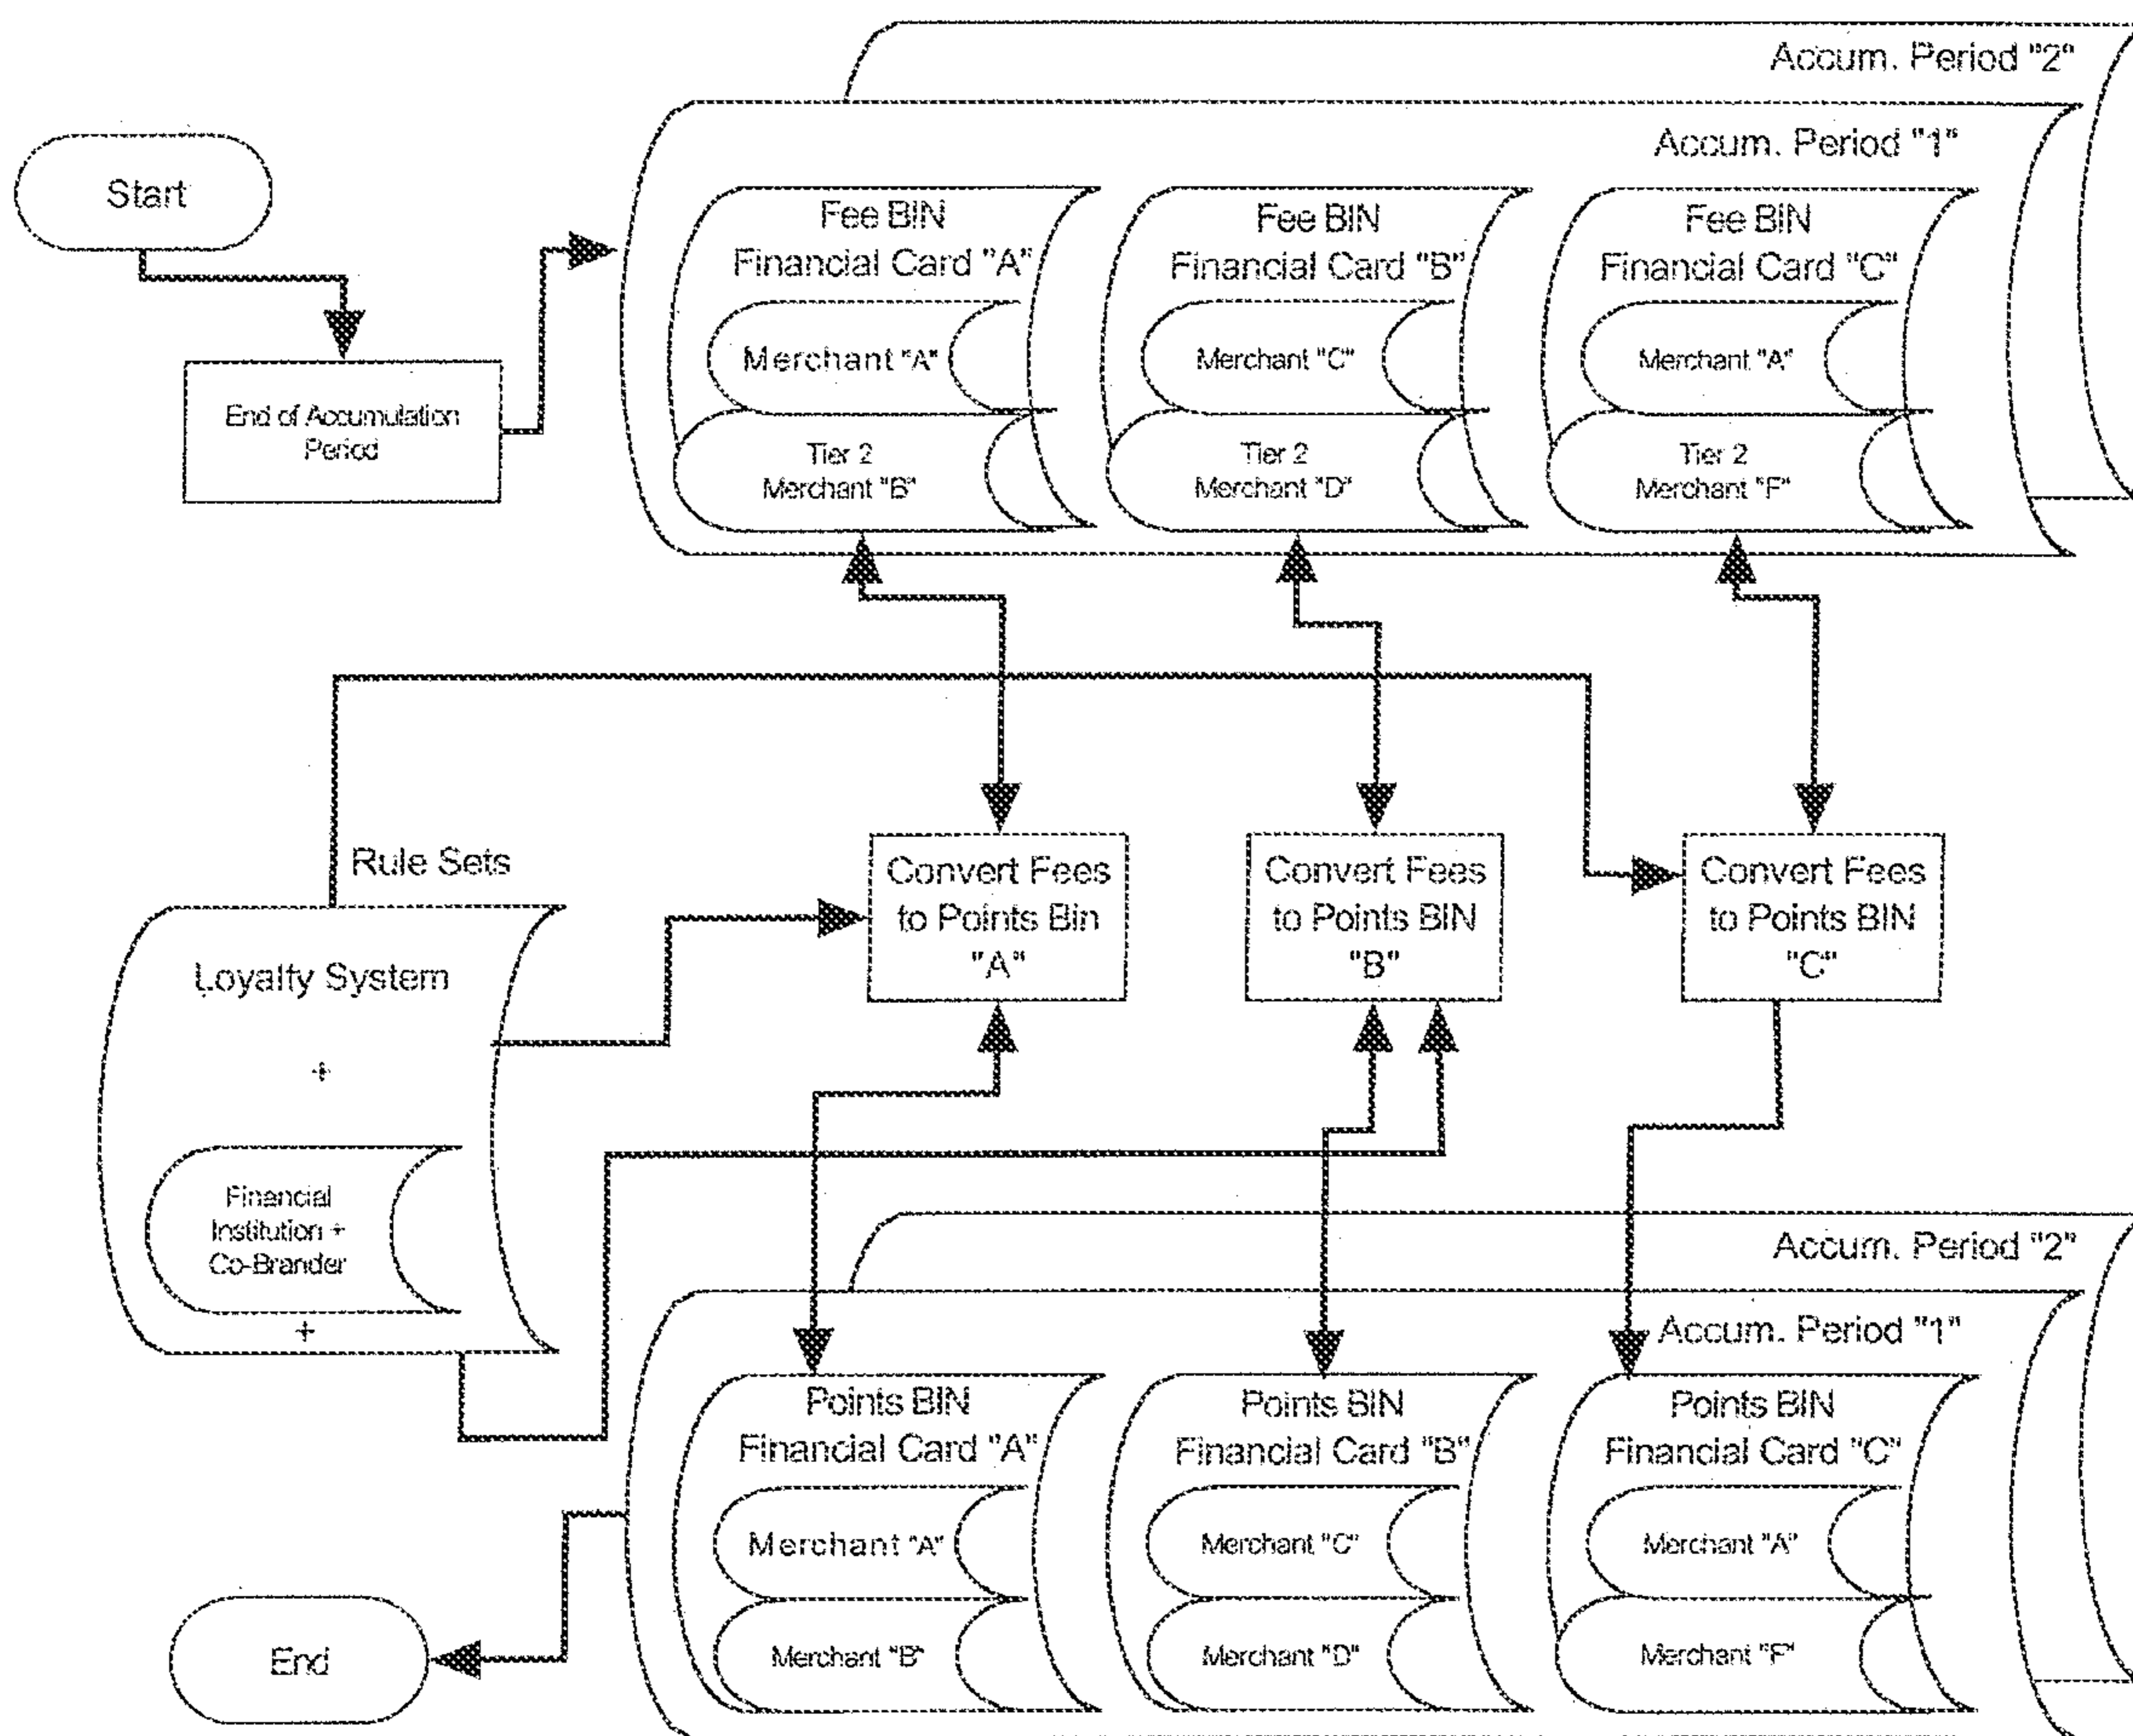 Accum. Period "2"
Accum. Period "1"
Start
Fee BIN
Financial Card "A"
Merchant "A"
Tier 2
Merchant "B"
Fee BIN
Financial Card "B"
Merchant "C"
Tier 2
Merchant "D"
Fee BIN
Financial Card "C"
Merchant "A"
Tier 2
Merchant "F"
End of Accumulation
Period
Rule Sets
Loyalty System
+
Financial
Institution +
Co-Brander
+
Convert Fees
to Points Bin
"A"
Convert Fees
to Points BIN
"B"
Convert Fees
to Points BIN
"C"
Accum. Period "2"
Accum. Period "1"
Points BIN
Financial Card "A"
Merchant "A"
Merchant "B"
Points BIN
Financial Card "B"
Merchant "C"
Merchant "D"
Points BIN
Financial Card "C"
Merchant "A"
Merchant "F"
End